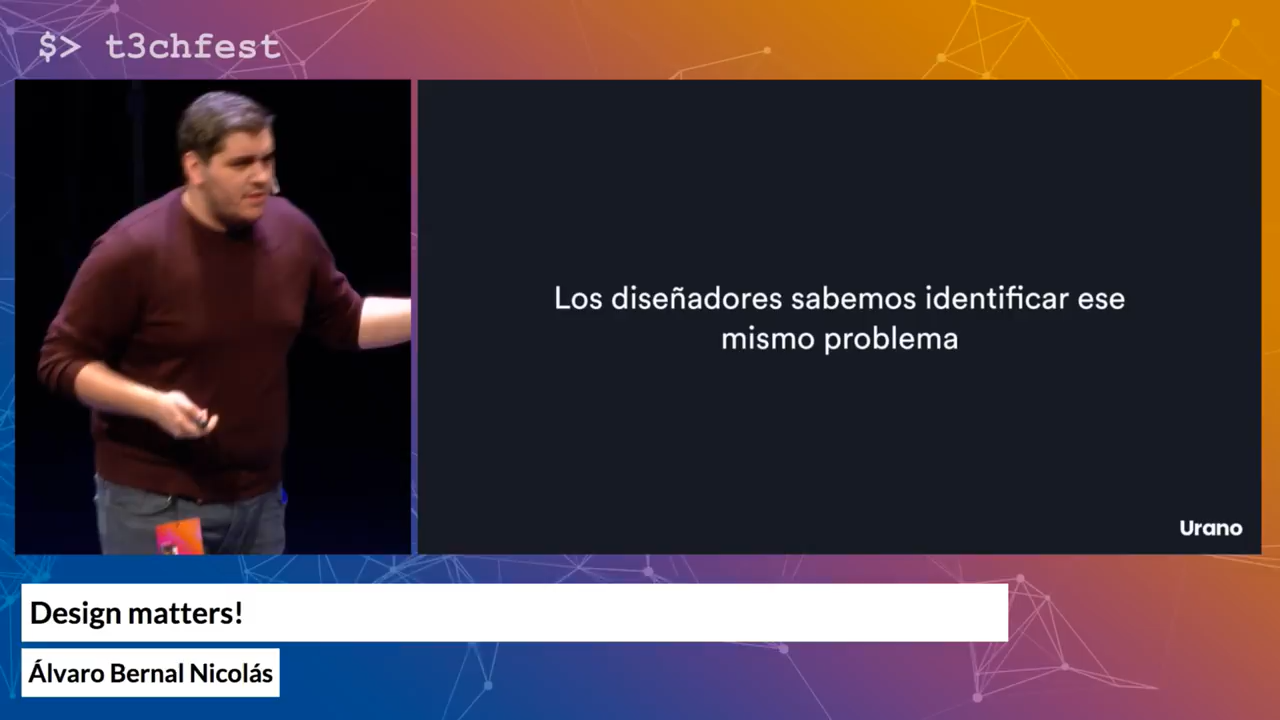 $> t3chfest
Los diseñadores sabemos identificar ese
mismo problema
Urano
Design matters!
Álvaro Bernal Nicolás